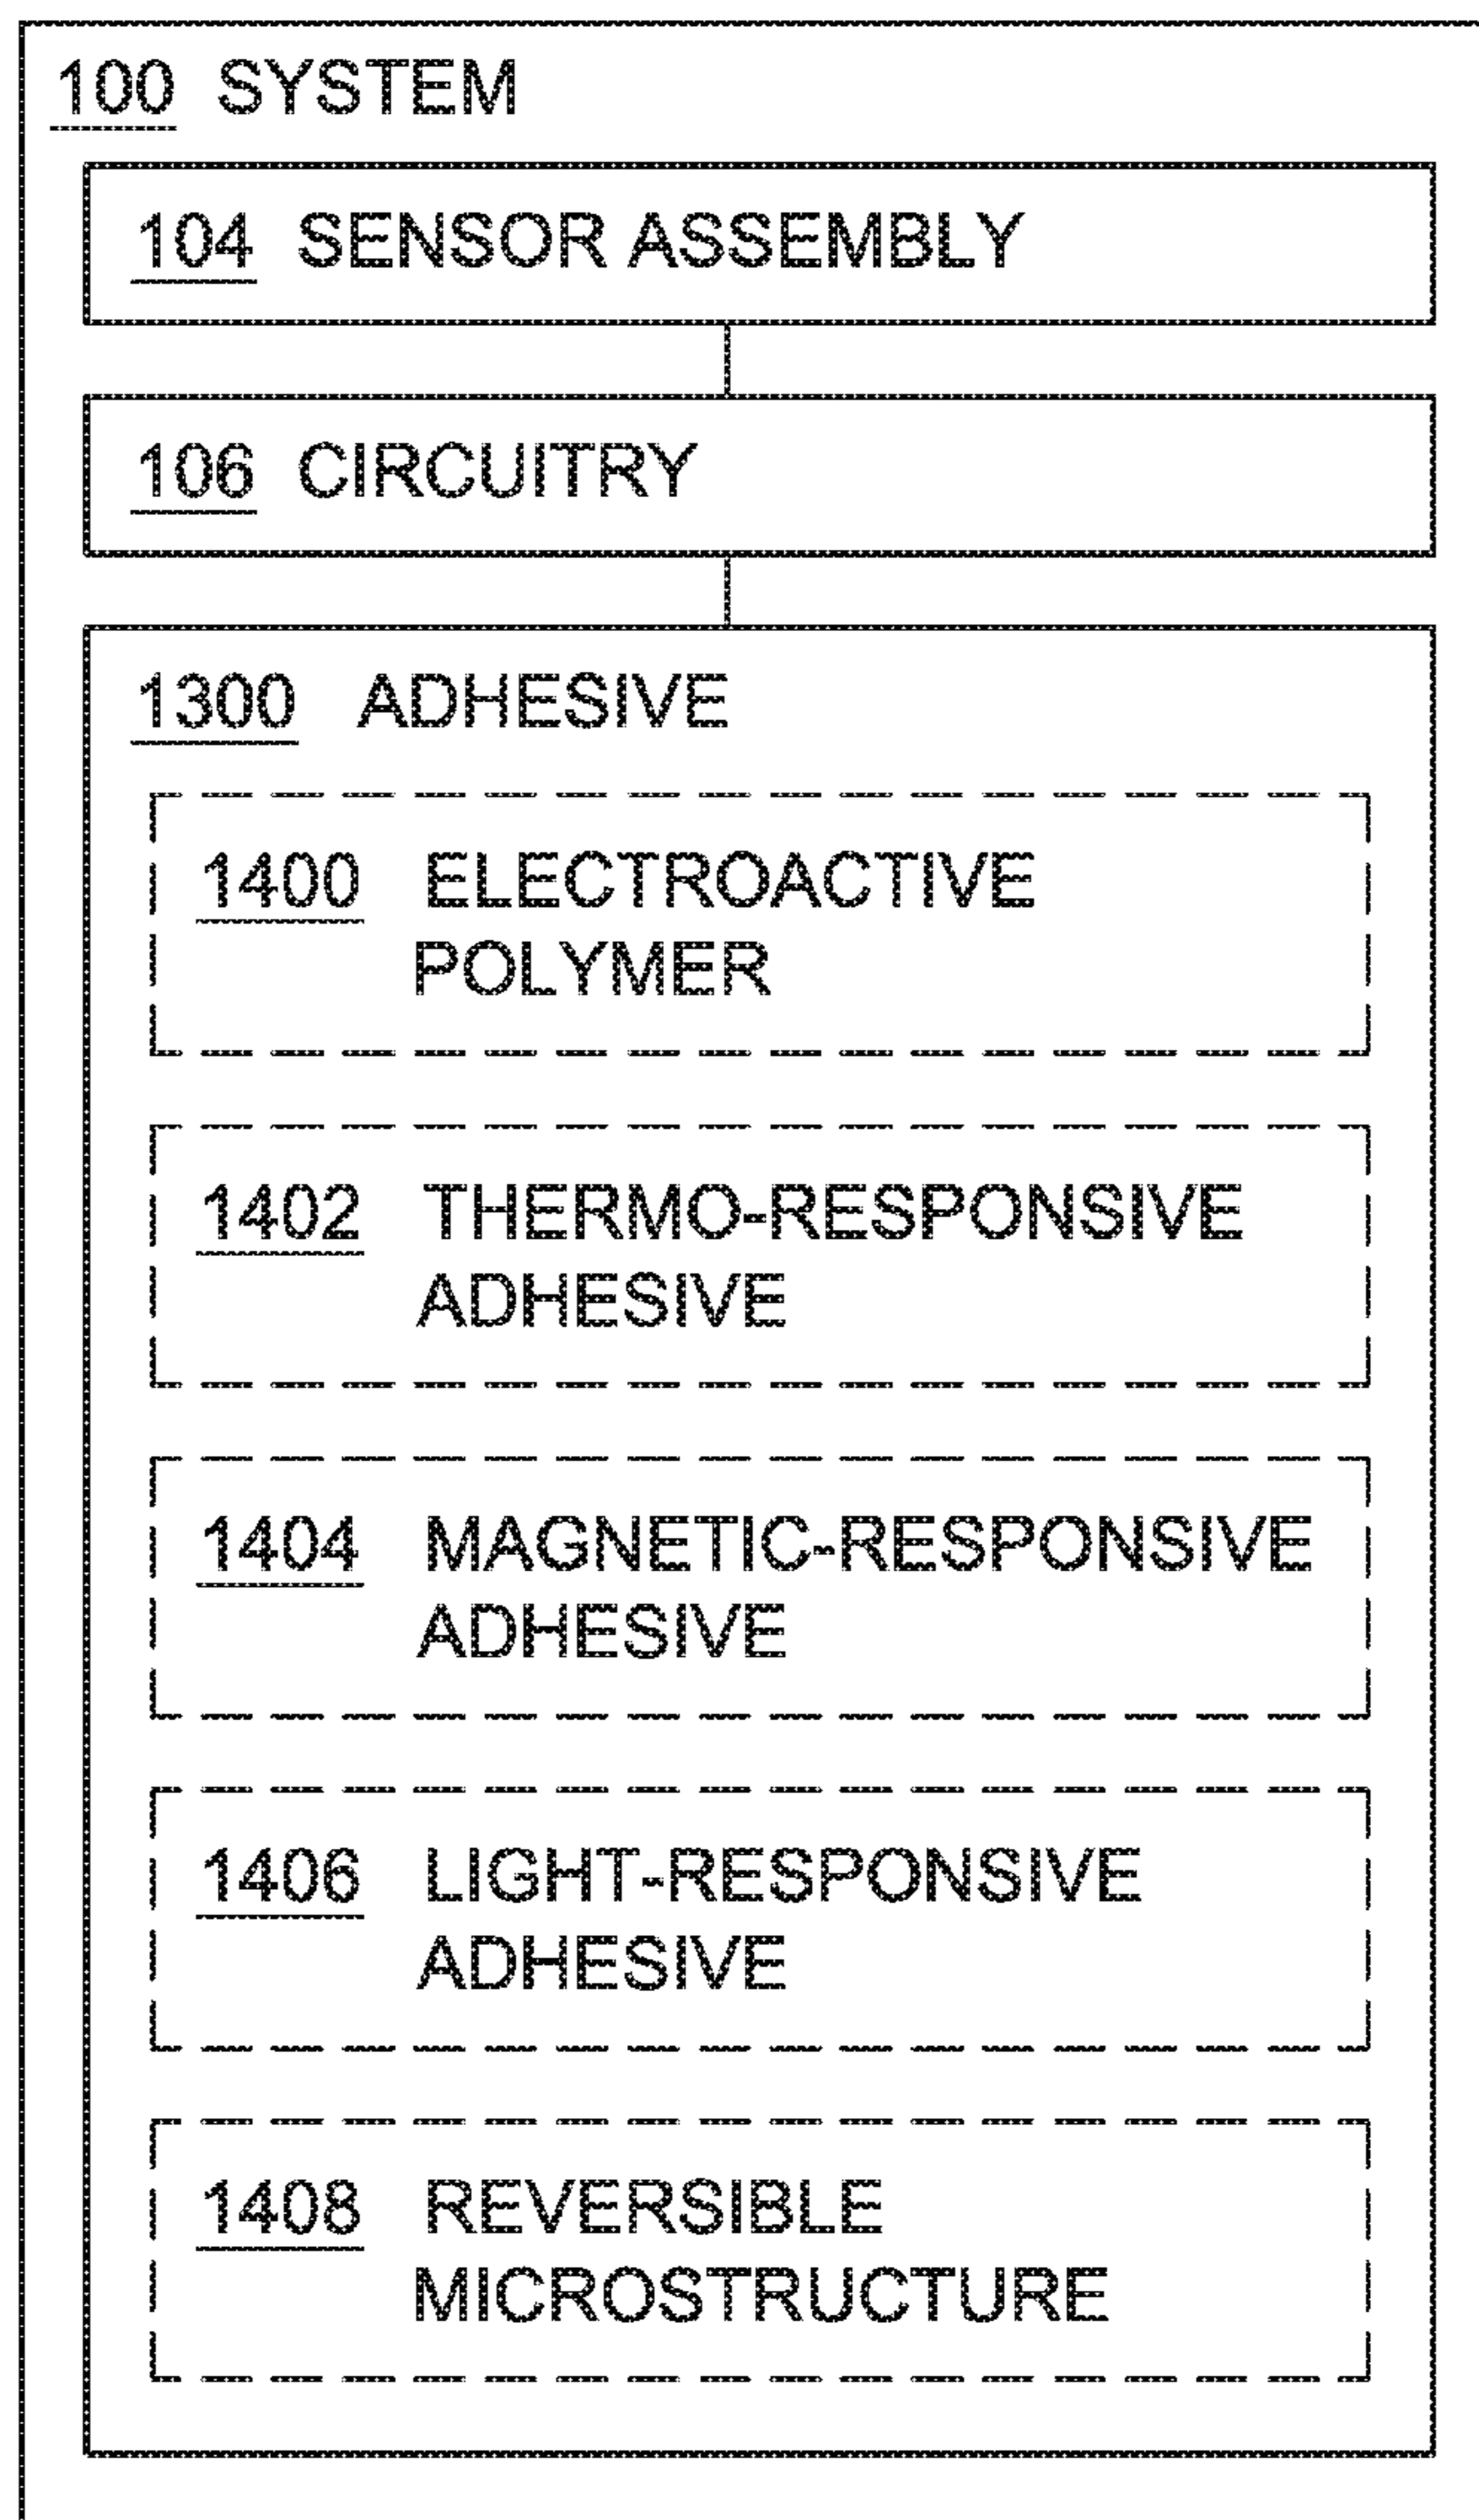 100 SYSTEM
104 SENSOR ASSEMBLY
106 CIRCUITRY
1300 ADHESIVE
1400 ELECTROACTIVE
POLYMER
1402 THERMO-RESPONSIVE
ADHESIVE
1404 MAGNETIC-RESPONSIVE
ADHESIVE
1406 LIGHT-RESPONSIVE
ADHESIVE
1408 REVERSIBLE
MICROSTRUCTURE